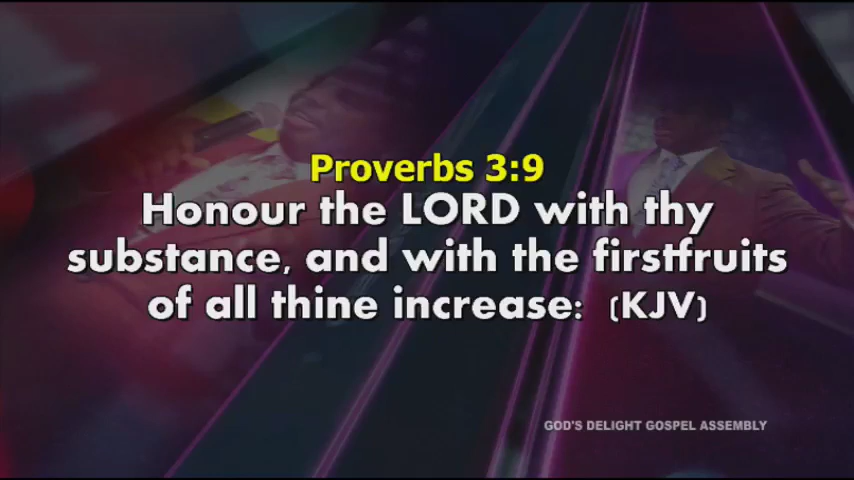 Proverbs 3:9
Honour the LORD with thy
substance, and with the firstfruits
of all thine increase: (KJV)
GOD'S DELIGHT GOSPEL ASSEMBLY